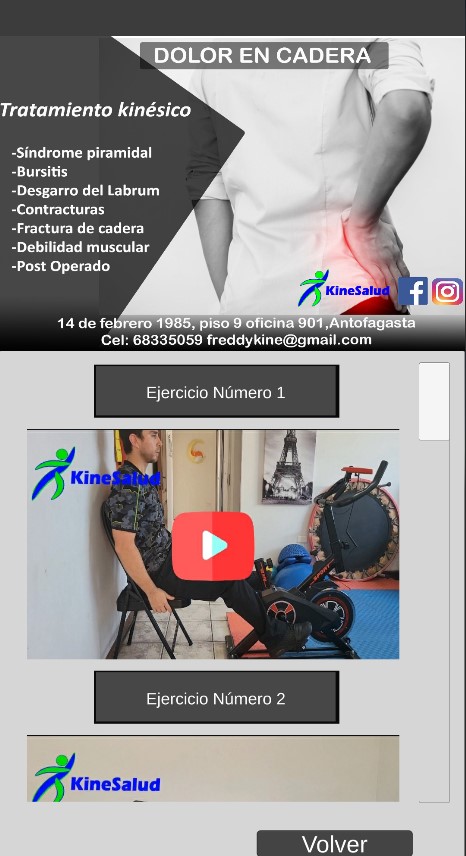 DOLOR EN CADERA
Tratamiento kinésico
-Síndrome piramidal
-Bursitis
-Desgarro del Labrum
-Contracturas
-Fractura de cadera
-Debilidad muscular
-Post Operado
KineSalud
14 de febrero 1985, piso 9 oficina 901,Antofagasta
Cel: 68335059 freddykine@gmail.com
Ejercicio Número 1
KineSalud
Ejercicio Número 2
KineSalud
Volver